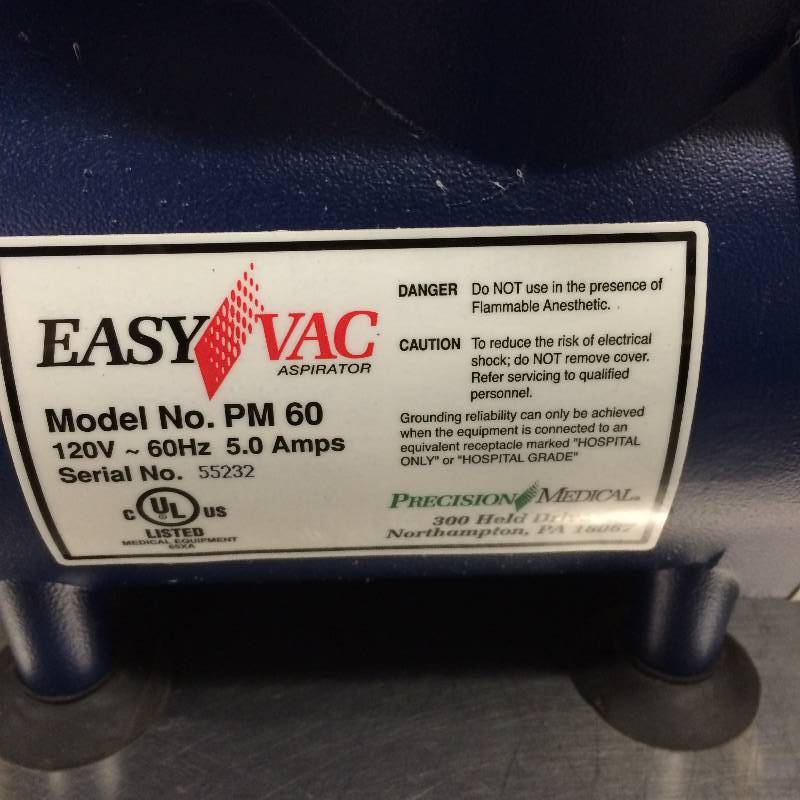 EASY VAC
ASPIRATOR
Model No. PM 60
120V ~ 60Hz 5.0 Amps
Serial No. 55232
C UL US
LISTED
MEDICAL EQUIPMENT
65XA
DANGER Do NOT use in the presence of
Flammable Anesthetic.
CAUTION To reduce the risk of electrical
shock; do NOT remove cover.
Refer servicing to qualified
personnel.
Grounding reliability can only be achieved
when the equipment is connected to an
equivalent receptacle marked "HOSPITAL
ONLY" or "HOSPITAL GRADE"
PRECISION MEDICAL
300 Held Drive
Northampton, PA 18067